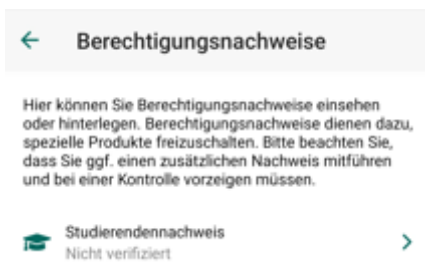 Berechtigungsnachweise
Hier können Sie Berechtigungsnachweise einsehen
oder hinterlegen. Berechtigungsnachweise dienen dazu,
spezielle Produkte freizuschalten. Bitte beachten Sie,
dass Sie ggf. einen zusätzlichen Nachweis mitführen
und bei einer Kontrolle vorzeigen müssen.
Studierendennachweis
Nicht verifiziert